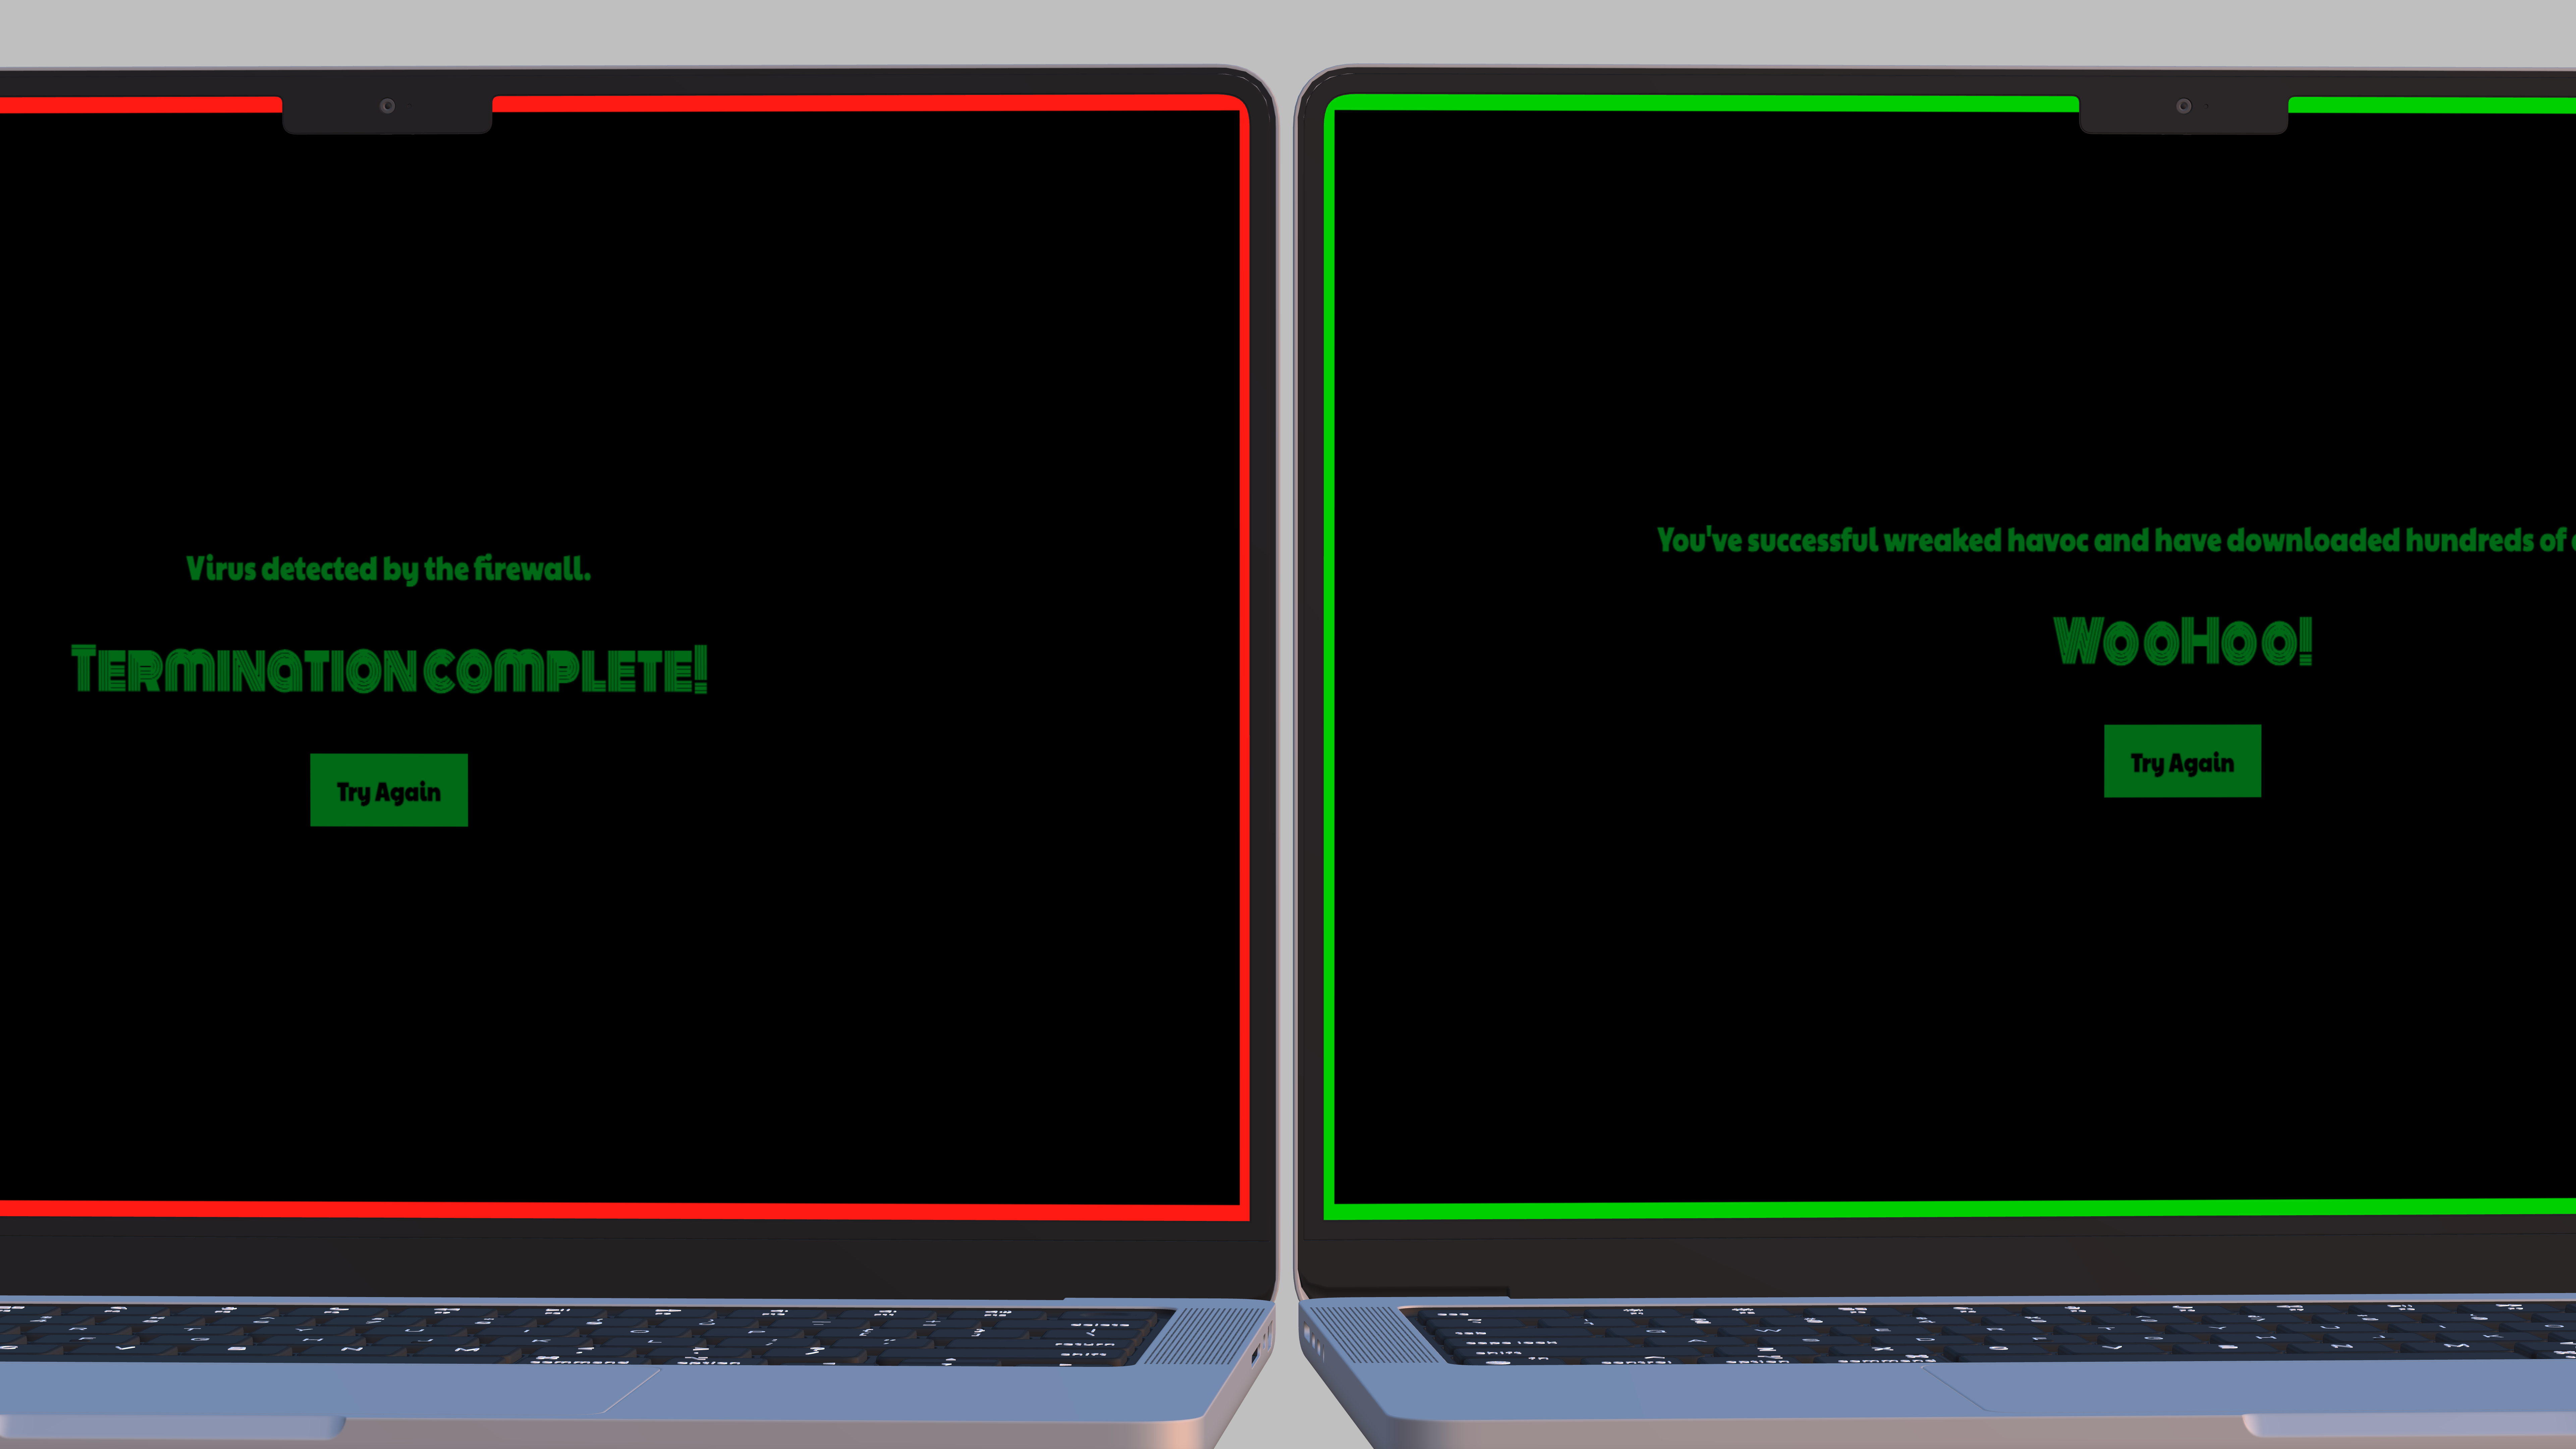 Virus detected by the firewall.
TERMINATION COMPLETE!
Try Again
You've successful wreaked havoc and have downloaded hundreds of
WOOHOO!
Try Again